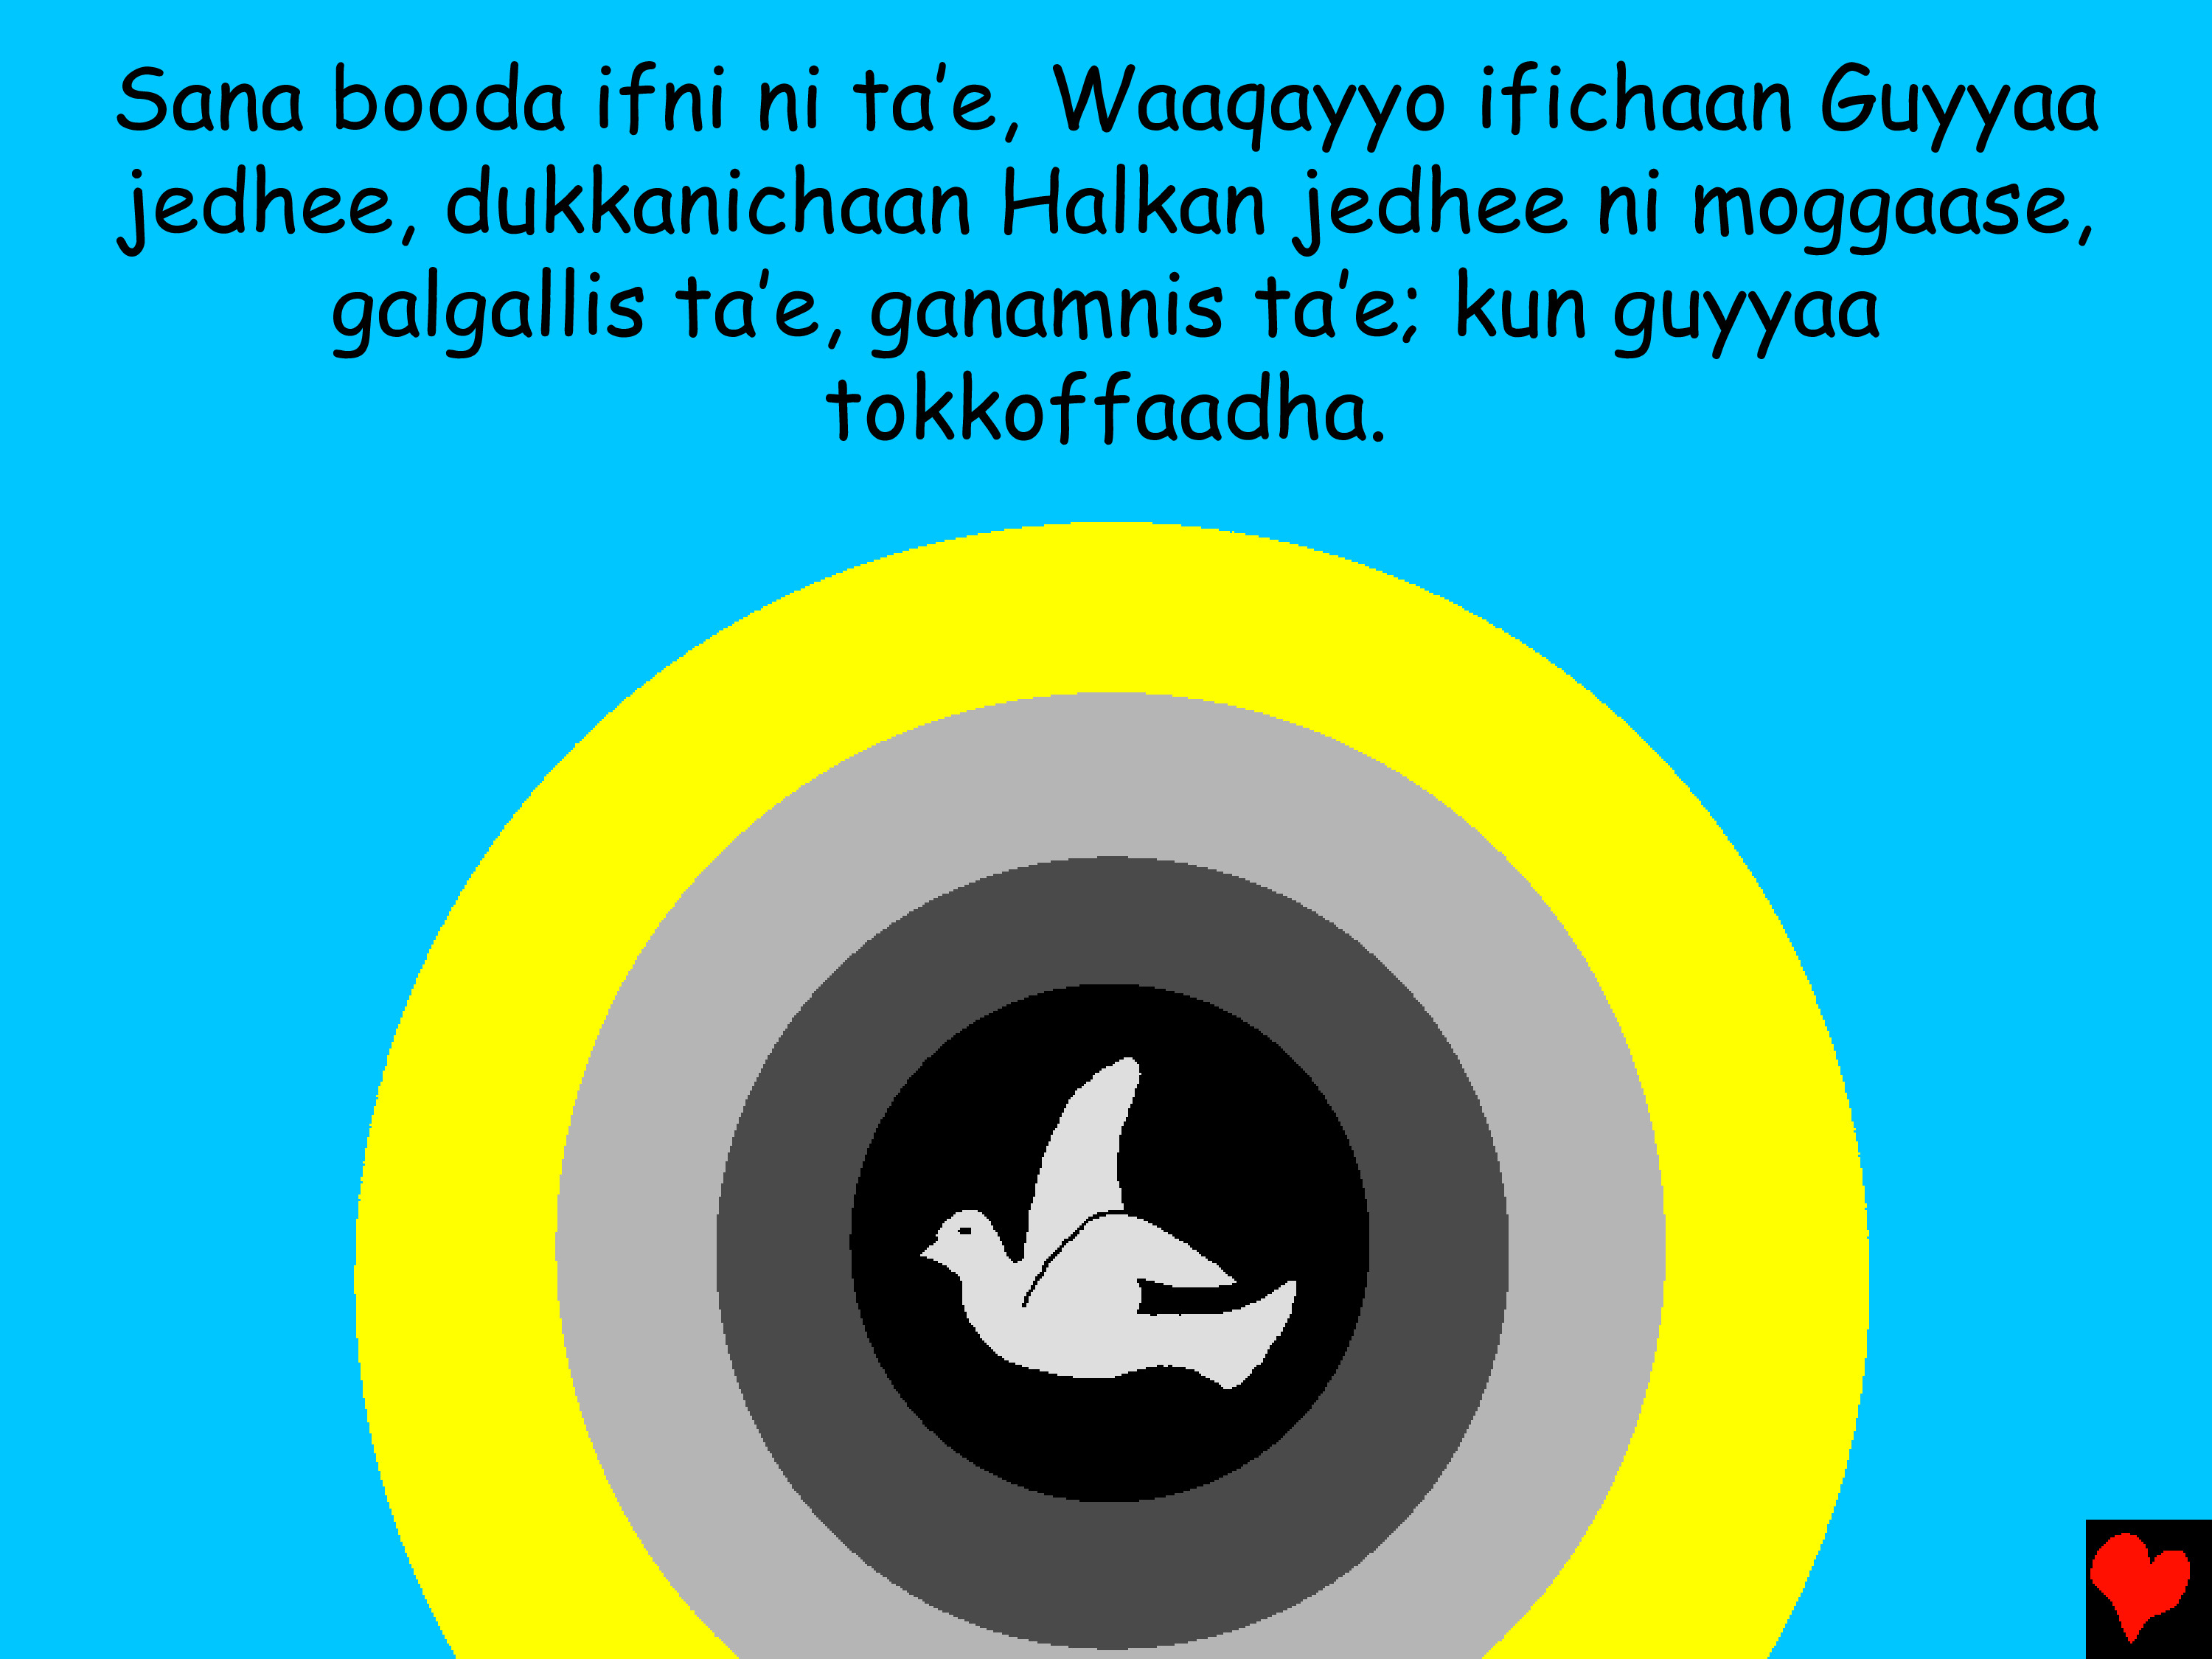 Sana booda ifni ni ta'e, Waaqayyo ifichaan Guyyaa
jedhee, dukkanichaan Halkan jedhee ni moggaase,
galgallis ta'e, ganamnis ta'e; kun guyyaa
tokkoffaadha.